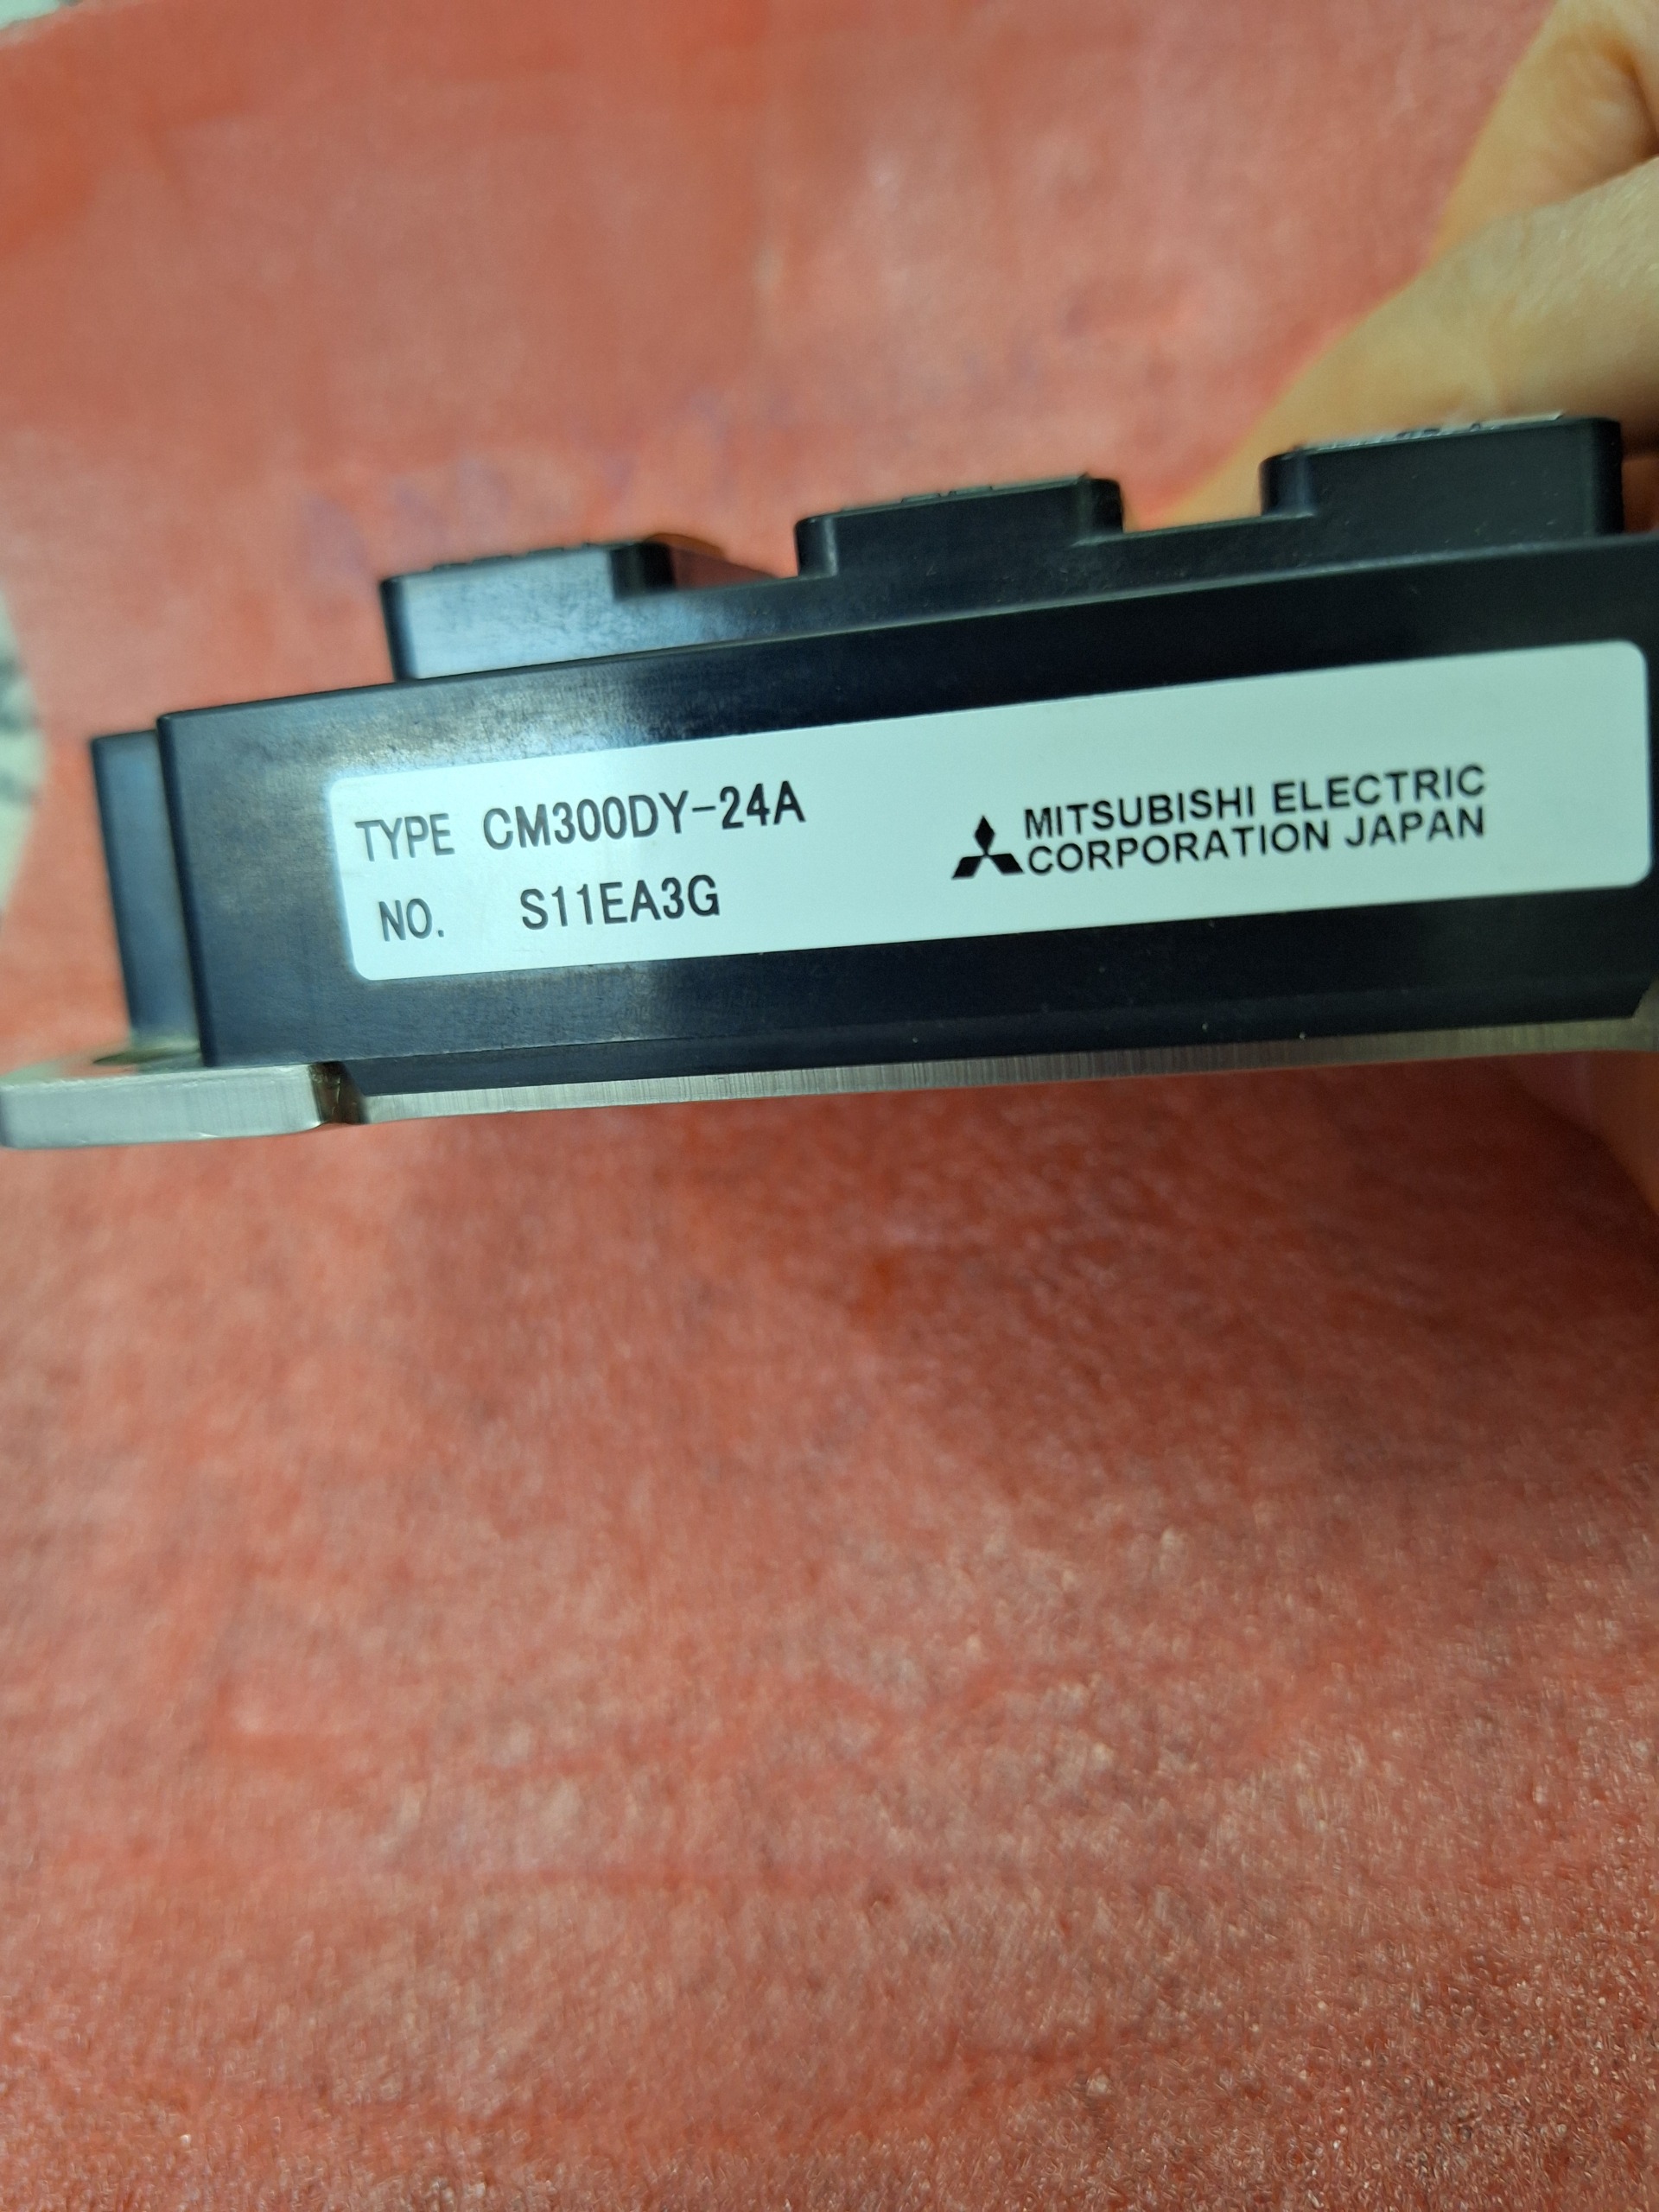 TYPE CM300DY-24A
NO. S11EA3G
MITSUBISHI ELECTRIC
CORPORATION JAPAN